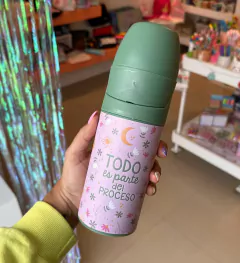 TODO
es parte
del
PROCESO